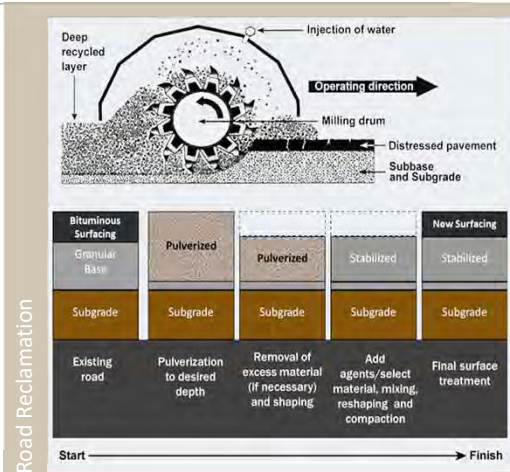 Road Reclamation
Injection of water
Deep
recycled
layer
Operating direction
Milling drum
Distressed pavement
Subbase
and Subgrade
Bituminous
Surfacing
Granular
Base
Subgrade
Existing
road
Pulverized
Subgrade
Pulverization
to desired
depth
Pulverized
Subgrade
Removal of
excess material
(if necessary)
and shaping
Stabilized
Subgrade
Add
agents/select
material, mixing,
reshaping and
compaction
New Surfacing
Stabilized
Subgrade
Final surface
treatment
Start
Finish